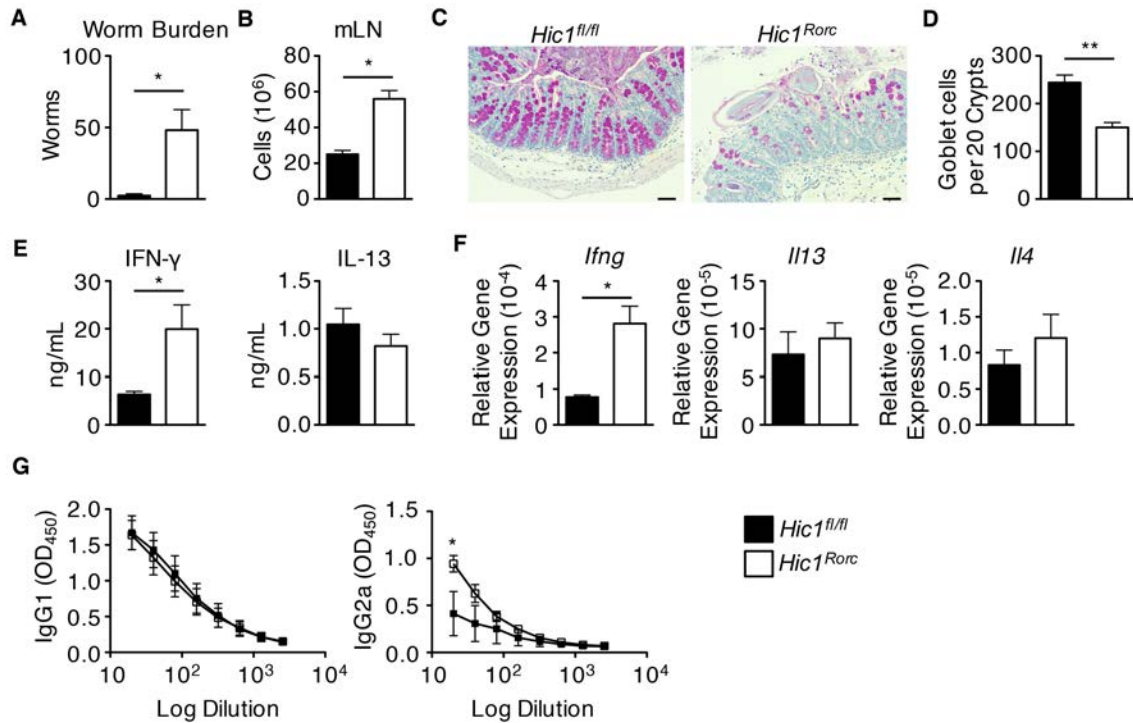 A
Worm Burden
*
Worms
50
0
B
mLN
*
Cells (10⁶)
80
60
40
20
0
C
Hic1fl/fl
Hic1Rorc
D
**
Goblet cells
per 20 Crypts
300
250
150
50
0
E
IFN-γ
*
ng/mL
30
20
10
0
IL-13
ng/mL
1.5
1.0
0.5
0.0
F
Ifng
*
Relative Gene
Expression (10⁻⁴)
4
3
2
1
0
Il13
Relative Gene
Expression (10⁻⁵)
15
10
5
0
Il4
Relative Gene
Expression (10⁻⁵)
2.0
1.5
1.0
0.5
0.0
G
IgG1 (OD₄₅₀)
2.0
1.5
1.0
0.5
0.0
10 10² 10³ 10⁴
Log Dilution
IgG2a (OD₄₅₀)
1.5
1.0
0.5
0.0
*
10 10² 10³ 10⁴
Log Dilution
Hic1fl/fl
Hic1Rorc